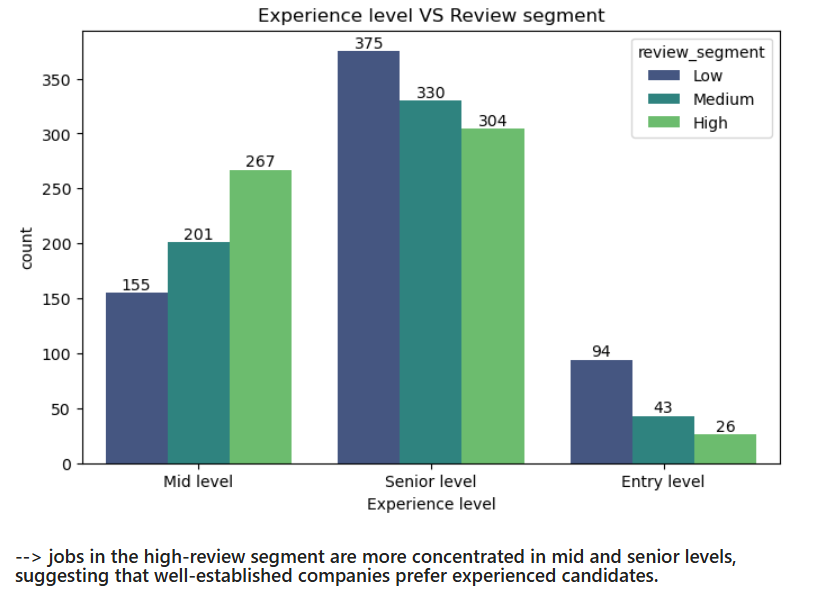 Experience level VS Review segment
375
review_segment
Low
Medium
High
350
330
304
300
267
250
201
200
155
150
100
94
50
43
26
0
count
Mid level
Senior level
Entry level
Experience level
--> jobs in the high-review segment are more concentrated in mid and senior levels,
suggesting that well-established companies prefer experienced candidates.